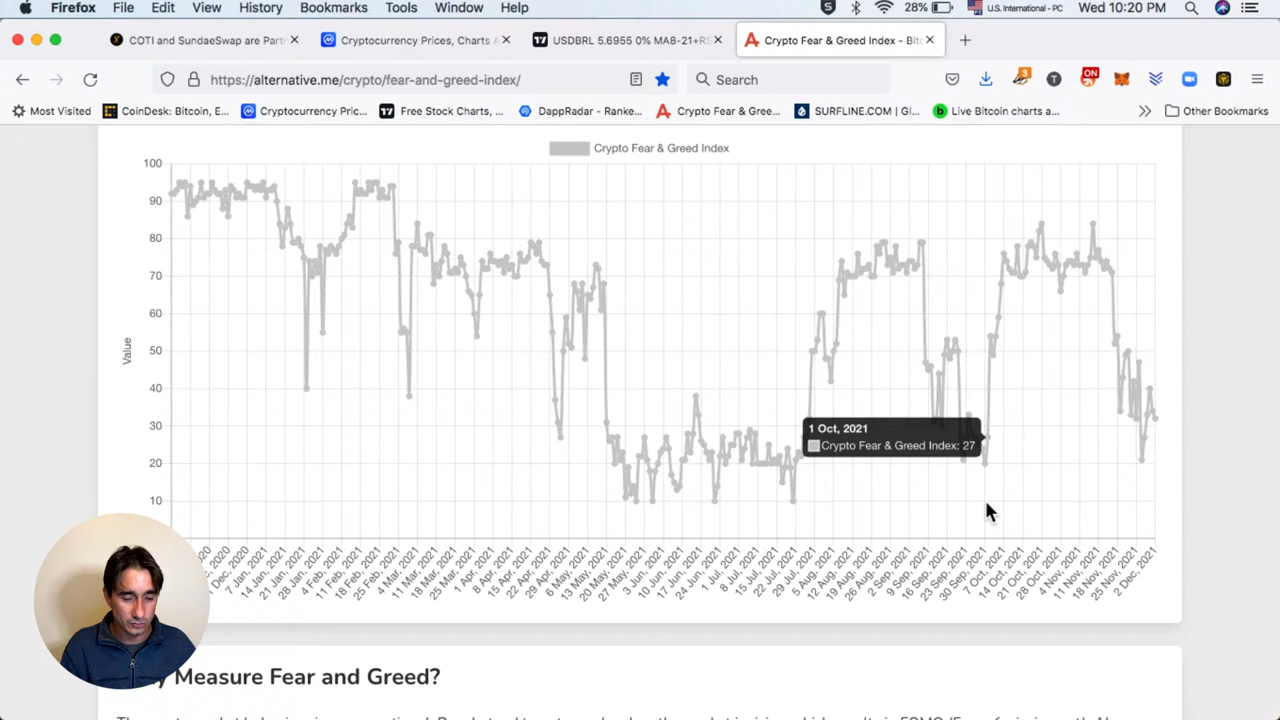 Firefox File Edit View History Bookmarks Tools Window Help
28% U.S. International - PC Wed 10:20 PM
COTI and SundaeSwap are Part
Cryptocurrency Prices, Charts A
USDBRL 5.6955 0% MA8-21+RS
Crypto Fear & Greed Index - Bitc
https://alternative.me/crypto/fear-and-greed-index/
Search
3
T
ON
Most Visited
CoinDesk: Bitcoin, E...
Cryptocurrency Pric...
Free Stock Charts, ...
DappRadar - Ranke...
Crypto Fear & Gree...
SURFLINE.COM | Gl...
Live Bitcoin charts a...
Other Bookmarks
Crypto Fear & Greed Index
100
90
80
70
60
50
40
30
20
10
Value
1 Oct, 2021
Crypto Fear & Greed Index: 27
7 Jan, 2021
14 Jan, 2021
21 Jan, 2021
28 Jan, 2021
4 Feb, 2021
11 Feb, 2021
18 Feb, 2021
25 Feb, 2021
4 Mar, 2021
11 Mar, 2021
18 Mar, 2021
25 Mar, 2021
1 Apr, 2021
8 Apr, 2021
15 Apr, 2021
22 Apr, 2021
29 Apr, 2021
6 May, 2021
13 May, 2021
20 May, 2021
27 May, 2021
3 Jun, 2021
10 Jun, 2021
17 Jun, 2021
24 Jun, 2021
1 Jul, 2021
8 Jul, 2021
15 Jul, 2021
22 Jul, 2021
29 Jul, 2021
5 Aug, 2021
12 Aug, 2021
19 Aug, 2021
26 Aug, 2021
2 Sep, 2021
9 Sep, 2021
16 Sep, 2021
23 Sep, 2021
30 Sep, 2021
7 Oct, 2021
14 Oct, 2021
21 Oct, 2021
28 Oct, 2021
4 Nov, 2021
11 Nov, 2021
18 Nov, 2021
25 Nov, 2021
2 Dec, 2021
y Measure Fear and Greed?